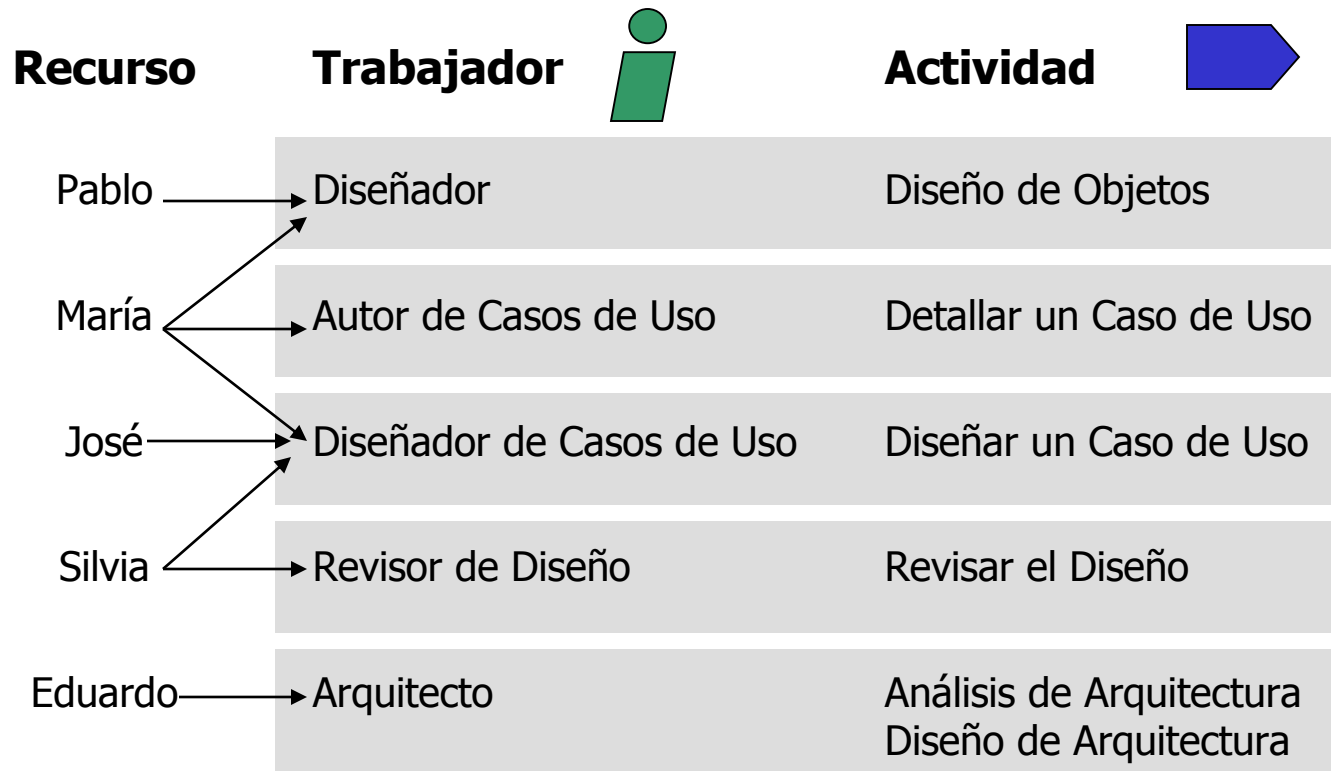 Recurso Trabajador Actividad
Pablo Diseñador Diseño de Objetos
María Autor de Casos de Uso Detallar un Caso de Uso
José Diseñador de Casos de Uso Diseñar un Caso de Uso
Silvia Revisor de Diseño Revisar el Diseño
Eduardo Arquitecto Análisis de Arquitectura
Diseño de Arquitectura